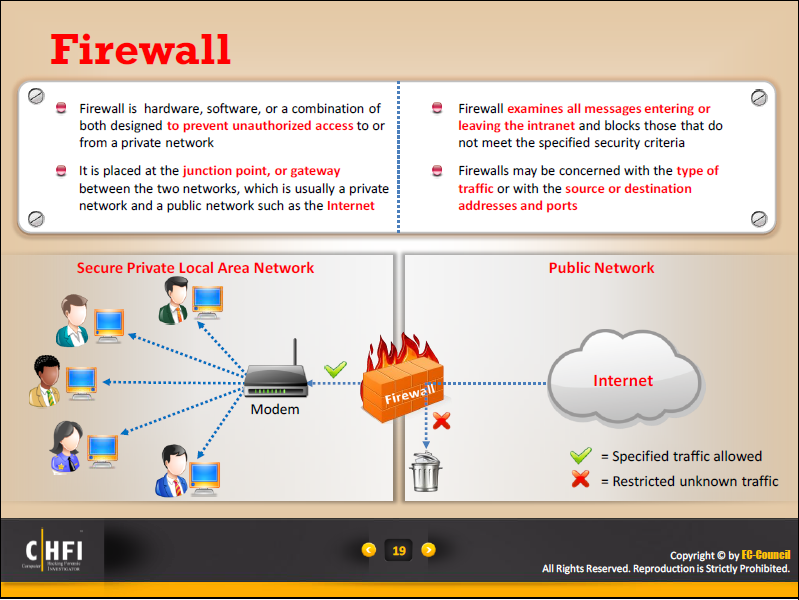 Firewall
Firewall is hardware, software, or a combination of
both designed to prevent unauthorized access to or
from a private network
It is placed at the junction point, or gateway
between the two networks, which is usually a private
network and a public network such as the Internet
Firewall examines all messages entering or
leaving the intranet and blocks those that do
not meet the specified security criteria
Firewalls may be concerned with the type of
traffic or with the source or destination
addresses and ports
Secure Private Local Area Network
Public Network
Modem
Firewall
Internet
= Specified traffic allowed
= Restricted unknown traffic
CHFI
Computer Hacking Forensic
INVESTIGATOR
19
Copyright © by EC-Council
All Rights Reserved. Reproduction is Strictly Prohibited.